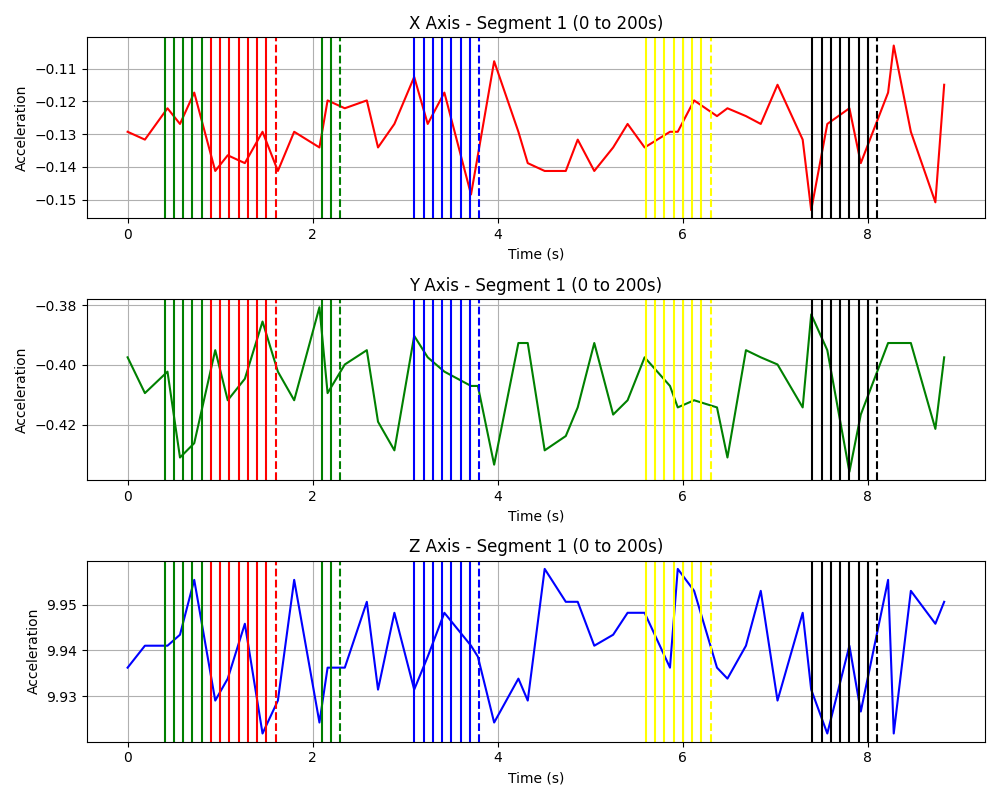 X Axis - Segment 1 (0 to 200s)
Acceleration
−0.11
−0.12
−0.13
−0.14
−0.15
0 2 4 6 8
Time (s)
Y Axis - Segment 1 (0 to 200s)
Acceleration
−0.38
−0.40
−0.42
0 2 4 6 8
Time (s)
Z Axis - Segment 1 (0 to 200s)
Acceleration
9.95
9.94
9.93
0 2 4 6 8
Time (s)